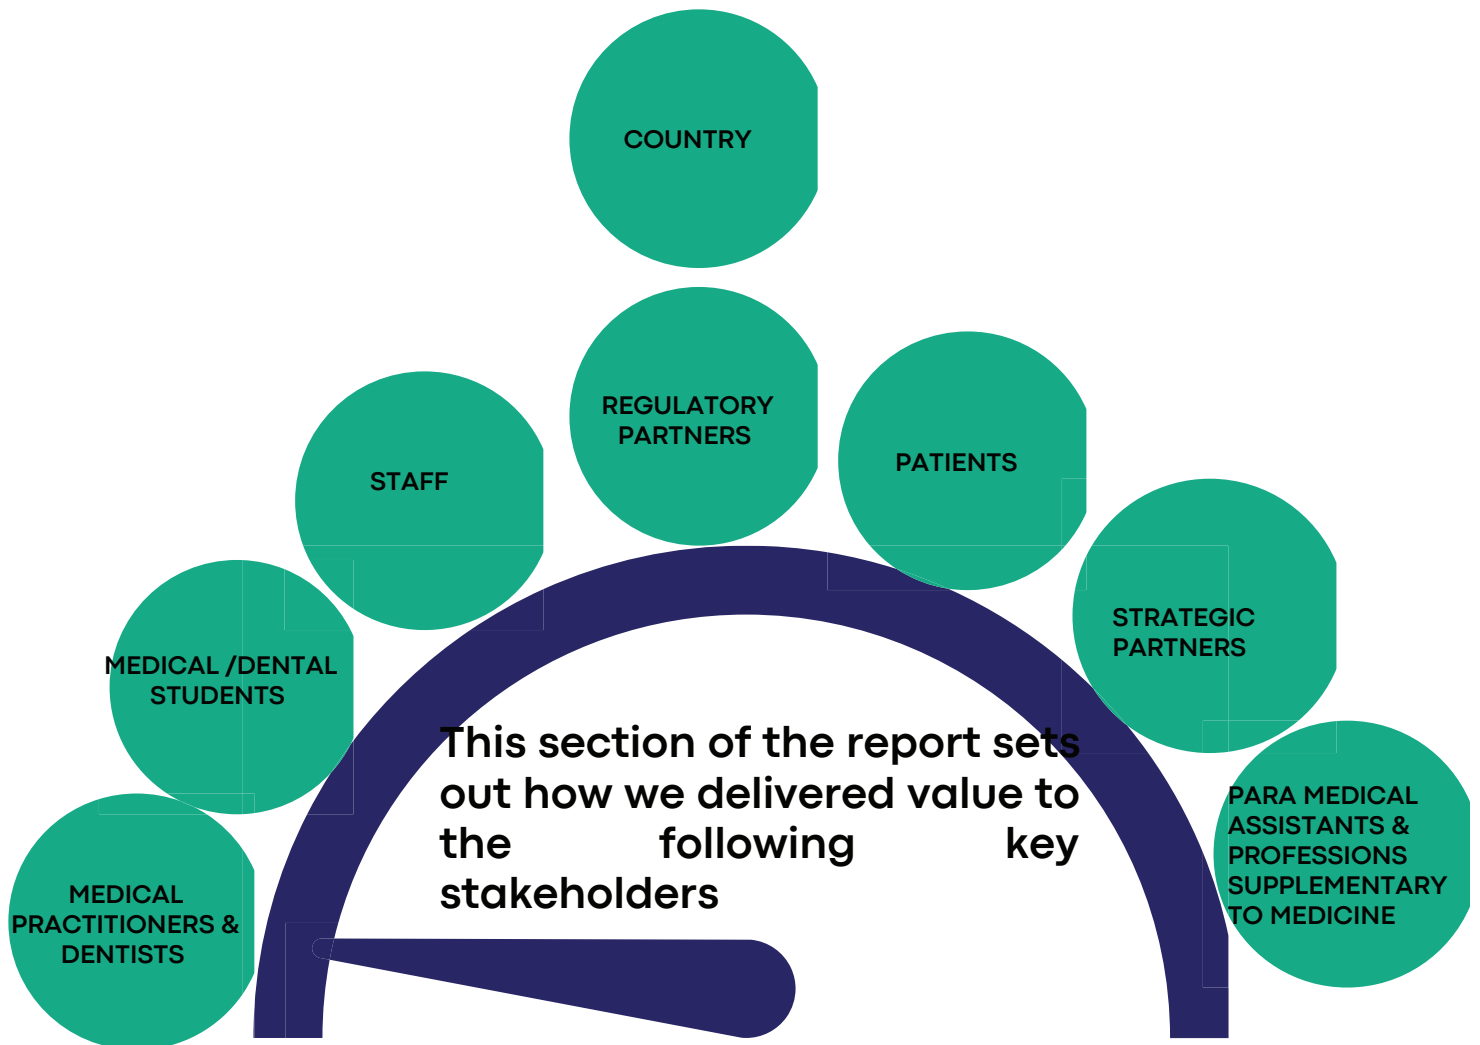 COUNTRY
REGULATORY
PARTNERS
PATIENTS
STAFF
STRATEGIC
PARTNERS
MEDICAL /DENTAL
STUDENTS
This section of the report sets
out how we delivered value to
the following key
stakeholders
PARA MEDICAL
ASSISTANTS &
PROFESSIONS
SUPPLEMENTARY
TO MEDICINE
MEDICAL
PRACTITIONERS &
DENTISTS